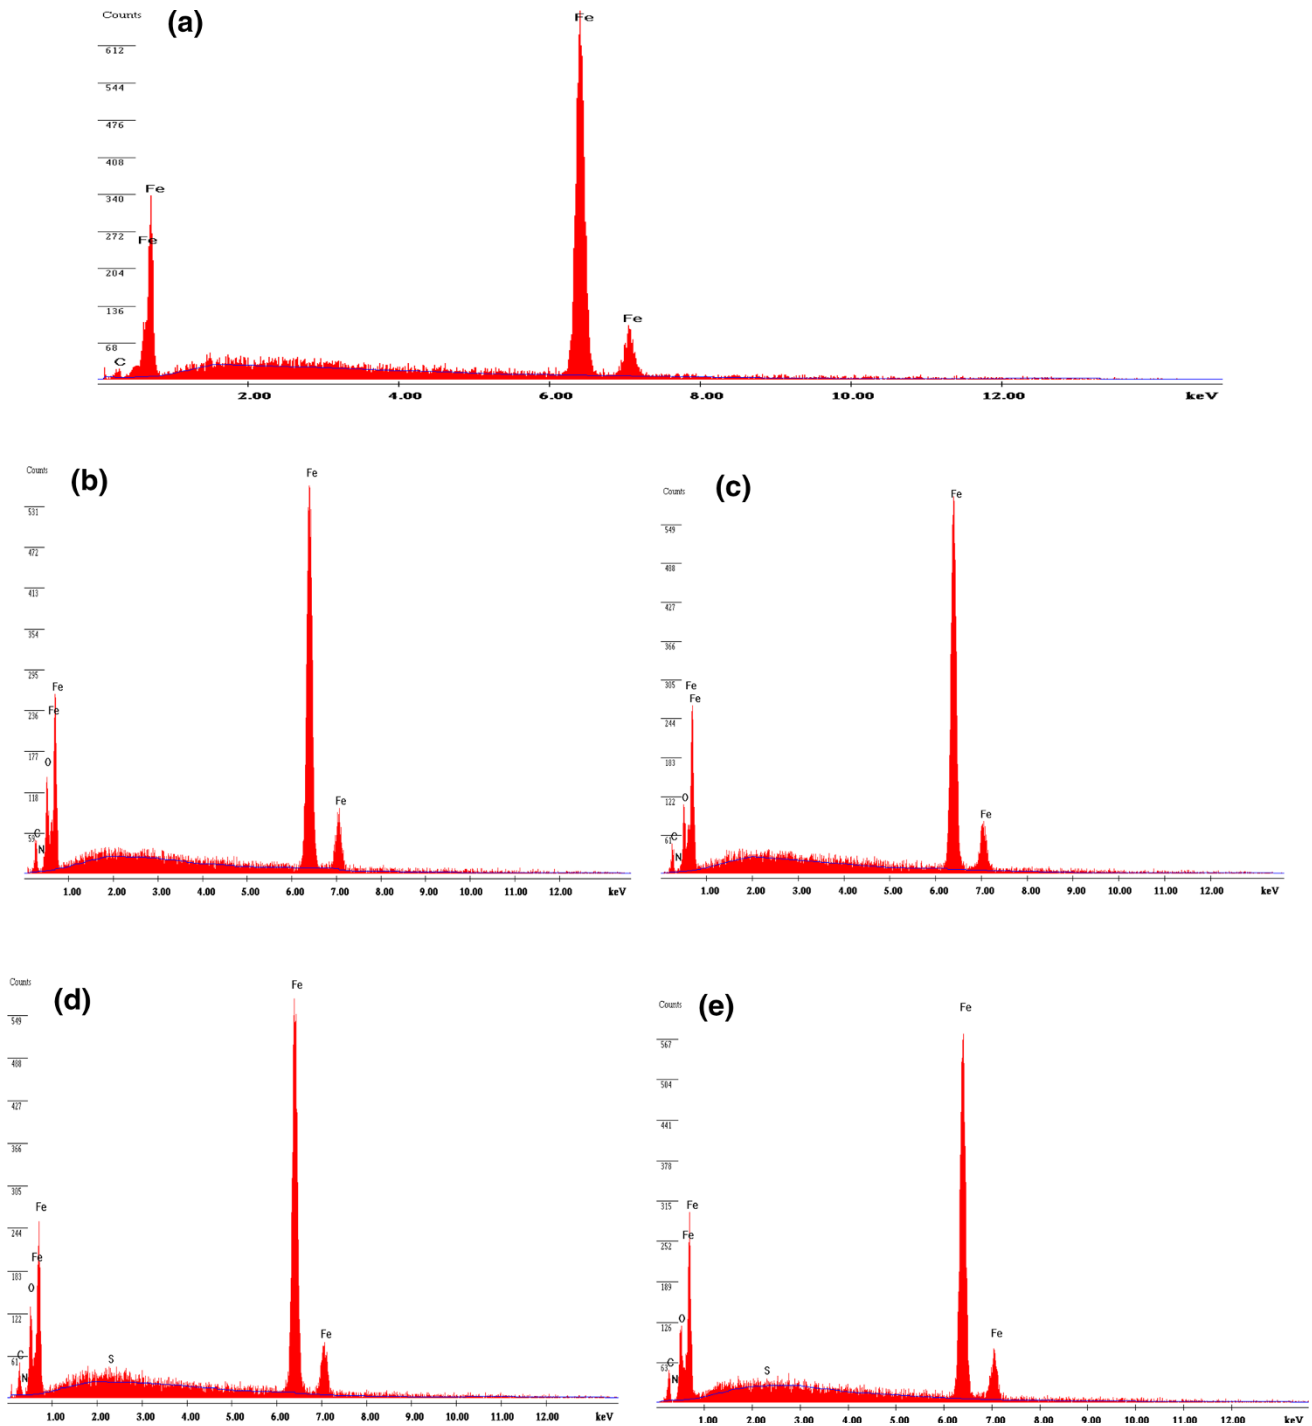 Counts
(a)
Fe
612
544
476
408
340
Fe
272
Fe
204
136
Fe
68
C
2.00 4.00 6.00 8.00 10.00 12.00 keV
Counts
(b)
Fe
531
472
413
354
295
Fe
236
Fe
177
O
118
Fe
59
C
N
1.00 2.00 3.00 4.00 5.00 6.00 7.00 8.00 9.00 10.00 11.00 12.00 keV
Counts
(c)
Fe
549
488
427
366
305
Fe
Fe
244
183
122
O
Fe
61
C
N
1.00 2.00 3.00 4.00 5.00 6.00 7.00 8.00 9.00 10.00 11.00 12.00 keV
Counts
(d)
Fe
549
488
427
366
305
Fe
244
Fe
183
O
122
Fe
61
C
S
N
1.00 2.00 3.00 4.00 5.00 6.00 7.00 8.00 9.00 10.00 11.00 12.00 keV
Counts
(e)
Fe
567
504
441
378
315
Fe
252
Fe
189
126
O
Fe
63
C
S
N
1.00 2.00 3.00 4.00 5.00 6.00 7.00 8.00 9.00 10.00 11.00 12.00 keV